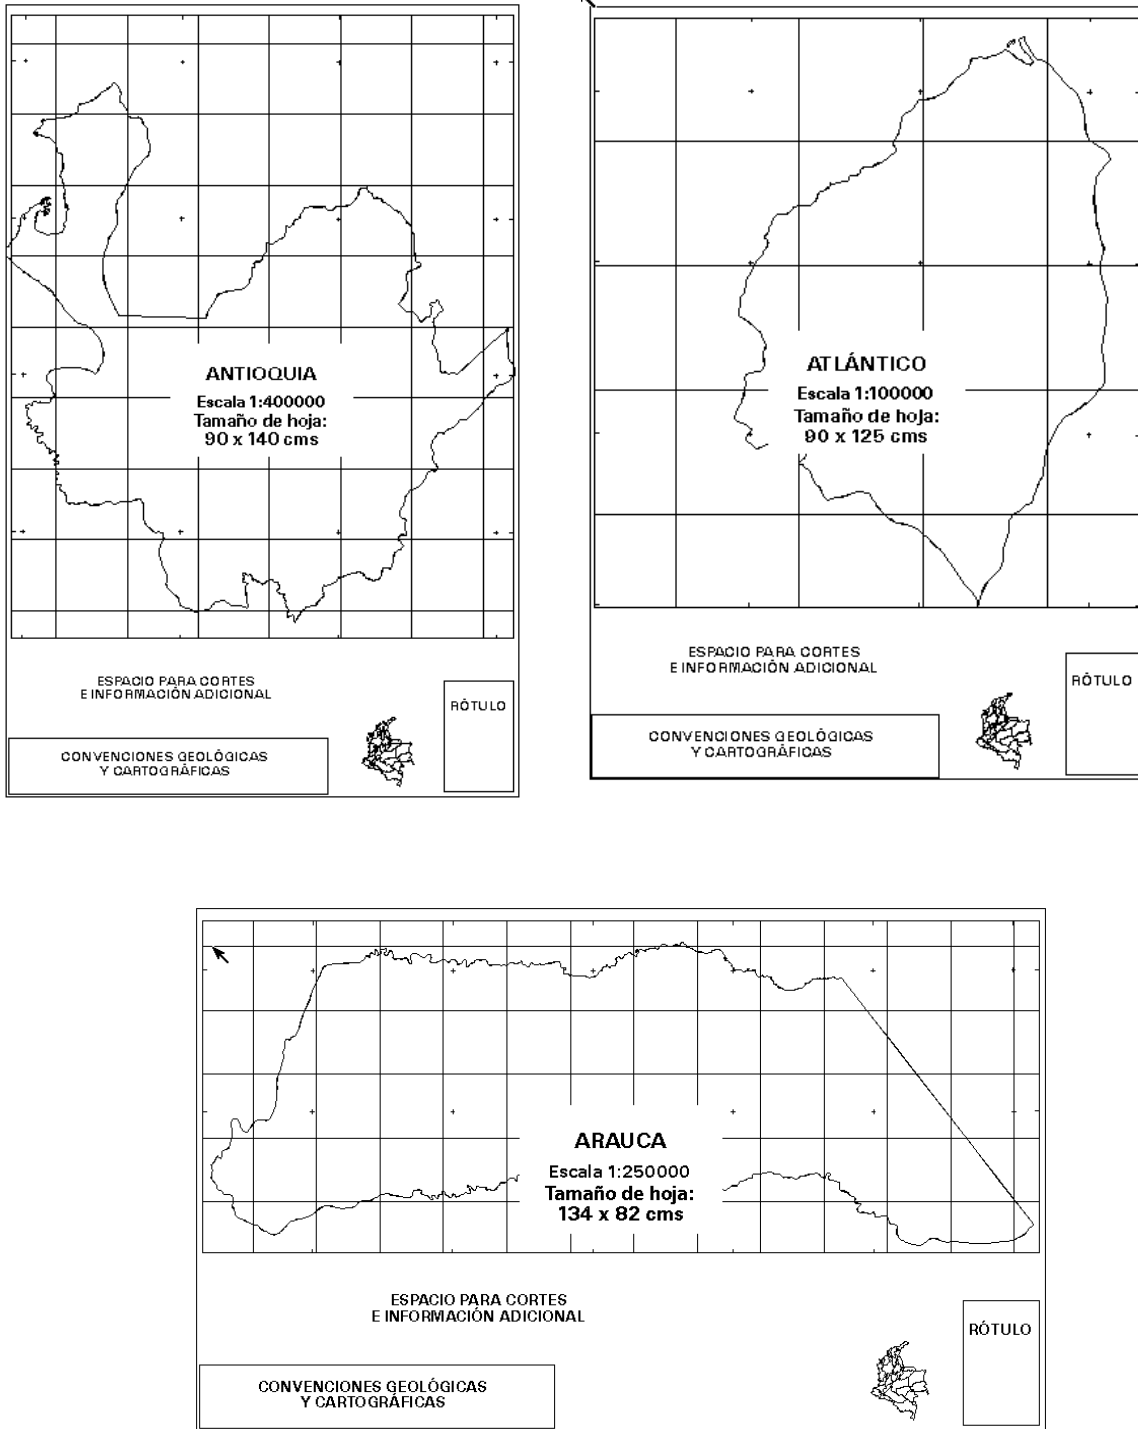 ANTIOQUIA
Escala 1:400000
Tamaño de hoja:
90 x 140 cms
ESPACIO PARA CORTES
E INFORMACIÓN ADICIONAL
RÓTULO
CONVENCIONES GEOLÓGICAS
Y CARTOGRÁFICAS
ATLÁNTICO
Escala 1:100000
Tamaño de hoja:
90 x 125 cms
ESPACIO PARA CORTES
E INFORMACIÓN ADICIONAL
RÓTULO
CONVENCIONES GEOLÓGICAS
Y CARTOGRÁFICAS
ARAUCA
Escala 1:250000
Tamaño de hoja:
134 x 82 cms
ESPACIO PARA CORTES
E INFORMACIÓN ADICIONAL
RÓTULO
CONVENCIONES GEOLÓGICAS
Y CARTOGRÁFICAS